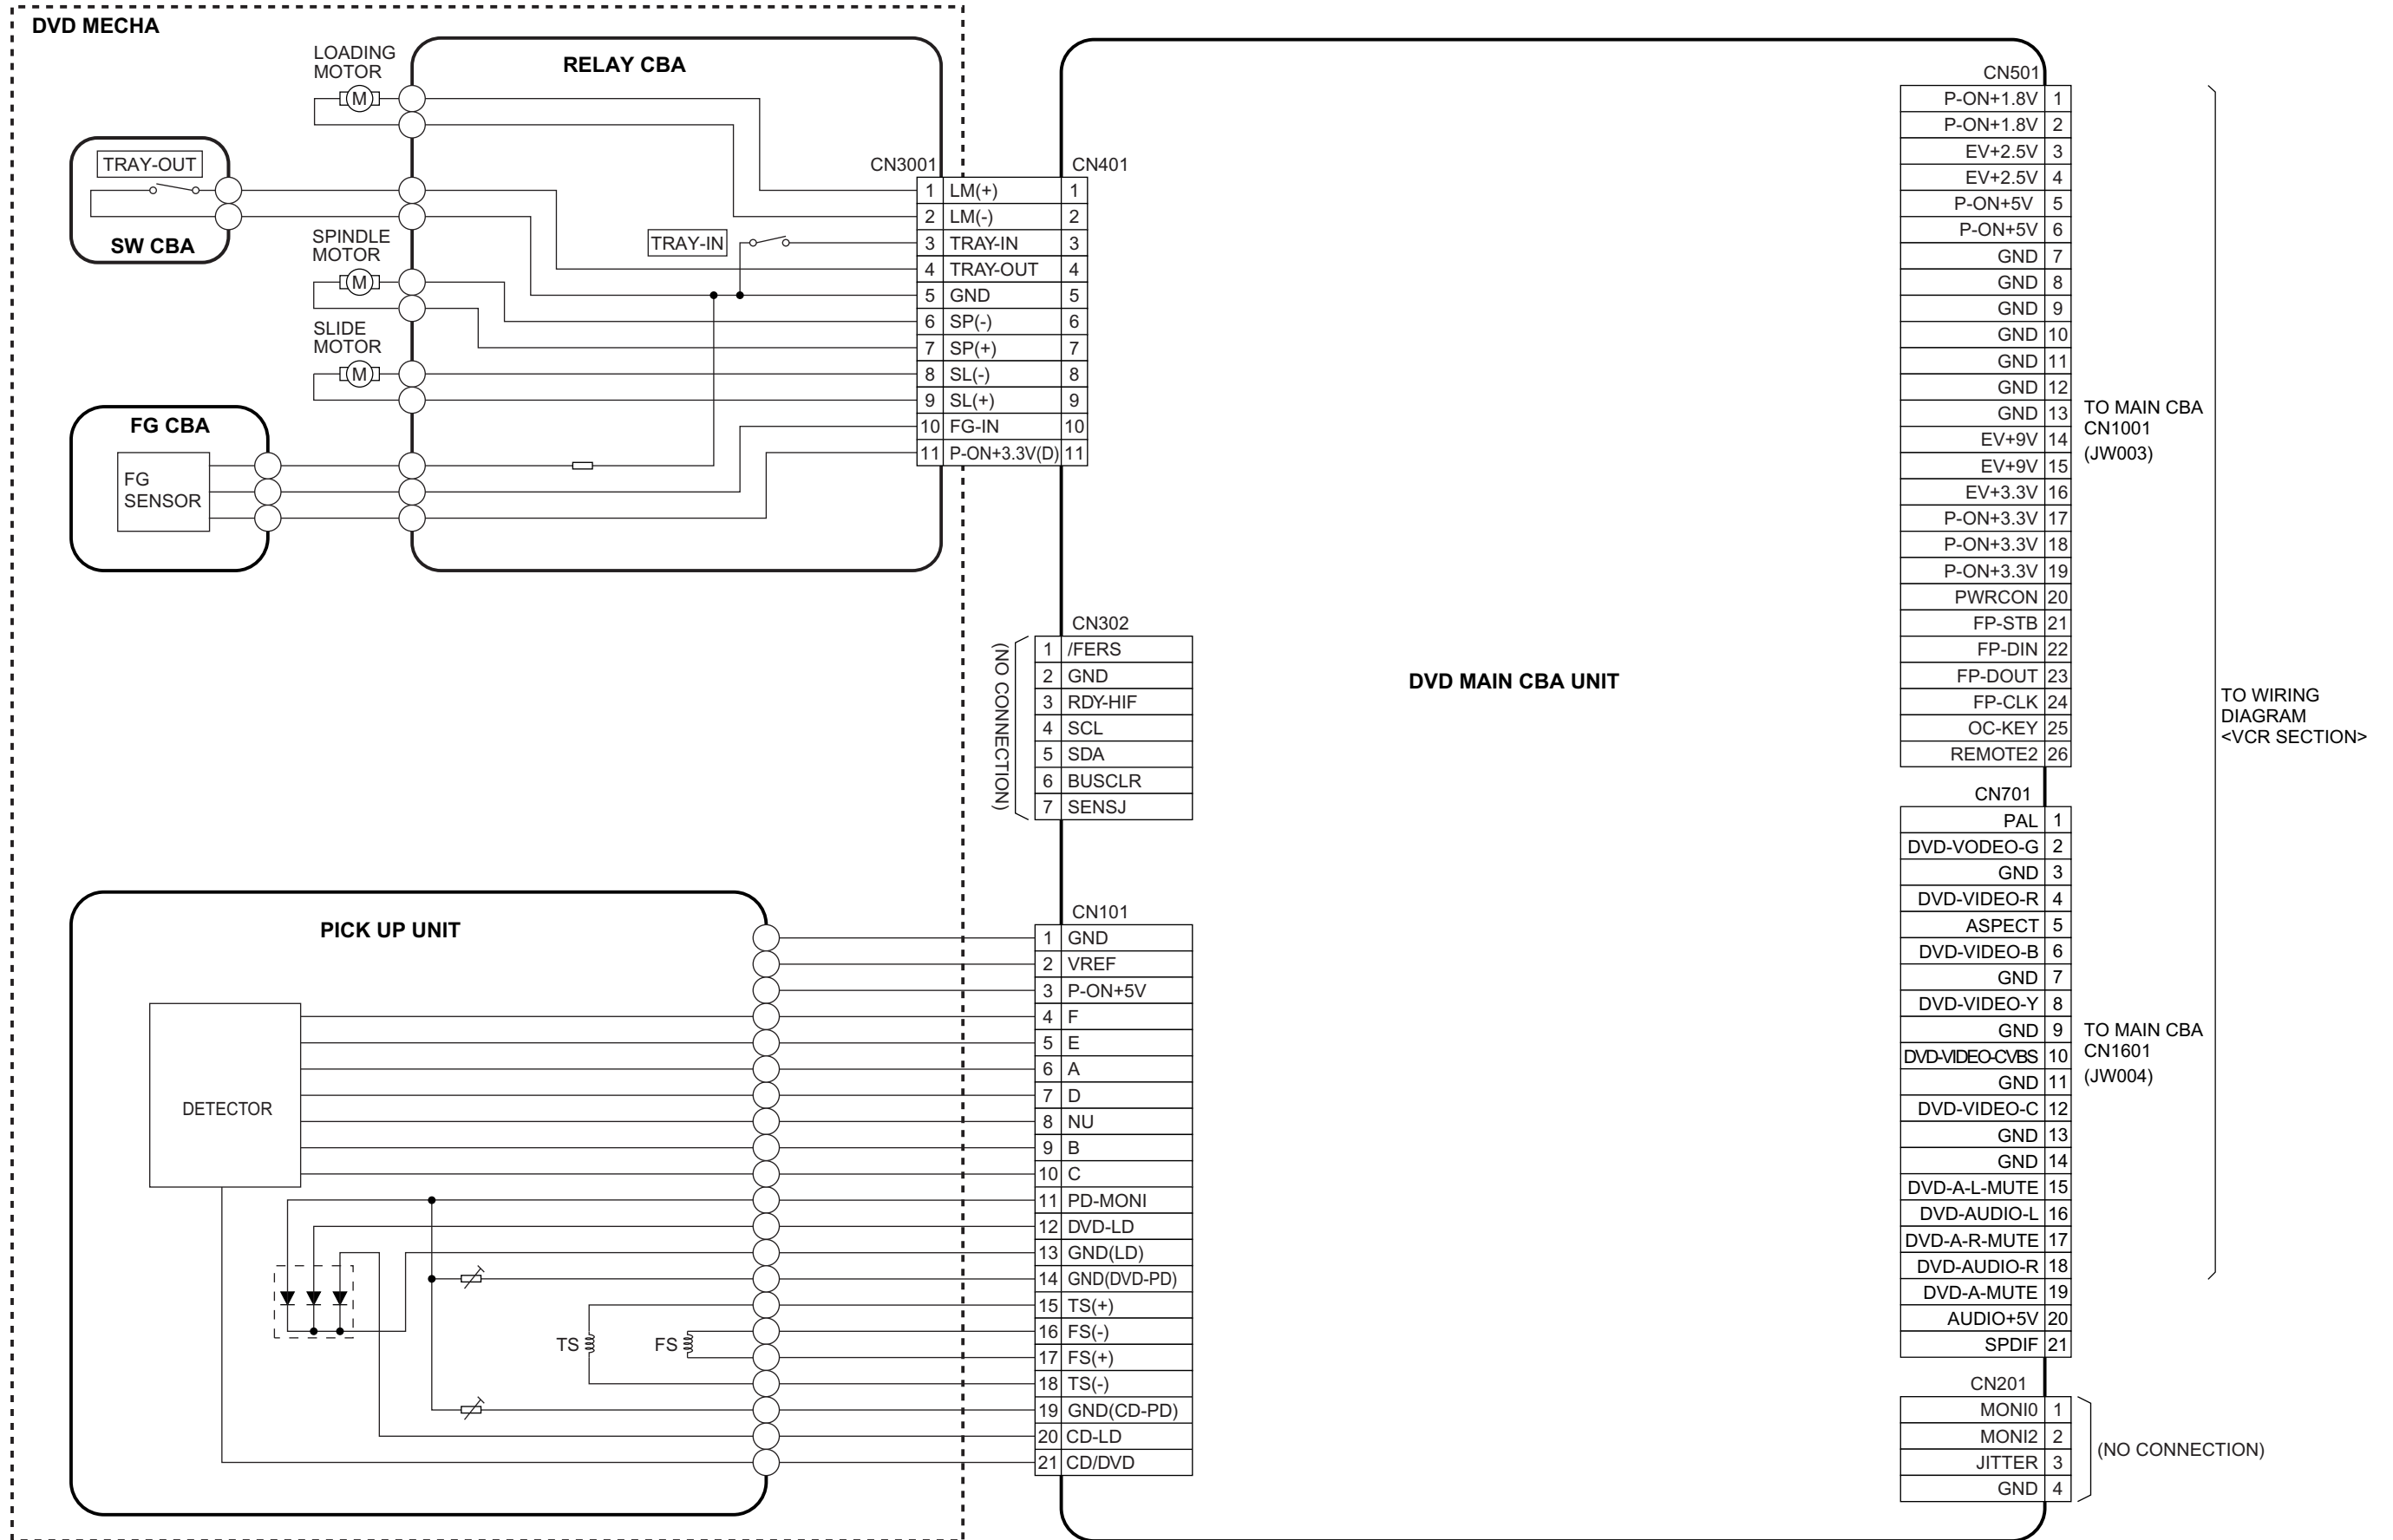 DVD MECHA
LOADING
MOTOR
M
RELAY CBA
TRAY-OUT
SW CBA
SPINDLE
MOTOR
M
SLIDE
MOTOR
M
FG CBA
FG
SENSOR
TRAY-IN
CN3001
CN401
1 LM(+) 1
2 LM(-) 2
3 TRAY-IN 3
4 TRAY-OUT 4
5 GND 5
6 SP(-) 6
7 SP(+) 7
8 SL(-) 8
9 SL(+) 9
10 FG-IN 10
11 P-ON+3.3V(D) 11
CN302
(NO CONNECTION)
1 /FERS
2 GND
3 RDY-HIF
4 SCL
5 SDA
6 BUSCLR
7 SENSJ
PICK UP UNIT
DETECTOR
TS
FS
CN101
1 GND
2 VREF
3 P-ON+5V
4 F
5 E
6 A
7 D
8 NU
9 B
10 C
11 PD-MONI
12 DVD-LD
13 GND(LD)
14 GND(DVD-PD)
15 TS(+)
16 FS(-)
17 FS(+)
18 TS(-)
19 GND(CD-PD)
20 CD-LD
21 CD/DVD
DVD MAIN CBA UNIT
CN501
P-ON+1.8V 1
P-ON+1.8V 2
EV+2.5V 3
EV+2.5V 4
P-ON+5V 5
P-ON+5V 6
GND 7
GND 8
GND 9
GND 10
GND 11
GND 12
GND 13
EV+9V 14
EV+9V 15
EV+3.3V 16
P-ON+3.3V 17
P-ON+3.3V 18
P-ON+3.3V 19
PWRCON 20
FP-STB 21
FP-DIN 22
FP-DOUT 23
FP-CLK 24
OC-KEY 25
REMOTE2 26
TO MAIN CBA
CN1001
(JW003)
TO WIRING
DIAGRAM
<VCR SECTION>
CN701
PAL 1
DVD-VODEO-G 2
GND 3
DVD-VIDEO-R 4
ASPECT 5
DVD-VIDEO-B 6
GND 7
DVD-VIDEO-Y 8
GND 9
DVD-VIDEO-CVBS 10
GND 11
DVD-VIDEO-C 12
GND 13
GND 14
DVD-A-L-MUTE 15
DVD-AUDIO-L 16
DVD-A-R-MUTE 17
DVD-AUDIO-R 18
DVD-A-MUTE 19
AUDIO+5V 20
SPDIF 21
TO MAIN CBA
CN1601
(JW004)
CN201
MONI0 1
MONI2 2
JITTER 3
GND 4
(NO CONNECTION)